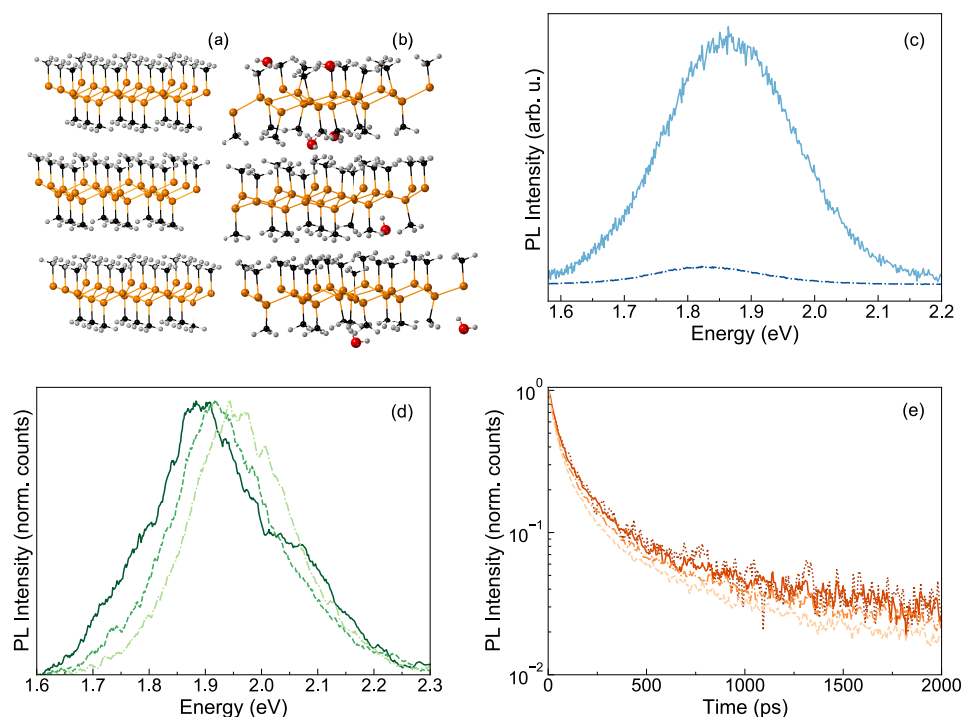 (a)
(b)
(c)
PL Intensity (arb. u.)
1.6 1.7 1.8 1.9 2.0 2.1 2.2
Energy (eV)
(d)
PL Intensity (norm. counts)
1.6 1.7 1.8 1.9 2.0 2.1 2.2 2.3
Energy (eV)
(e)
PL Intensity (norm. counts)
10⁰
10⁻¹
10⁻²
0 500 1000 1500 2000
Time (ps)